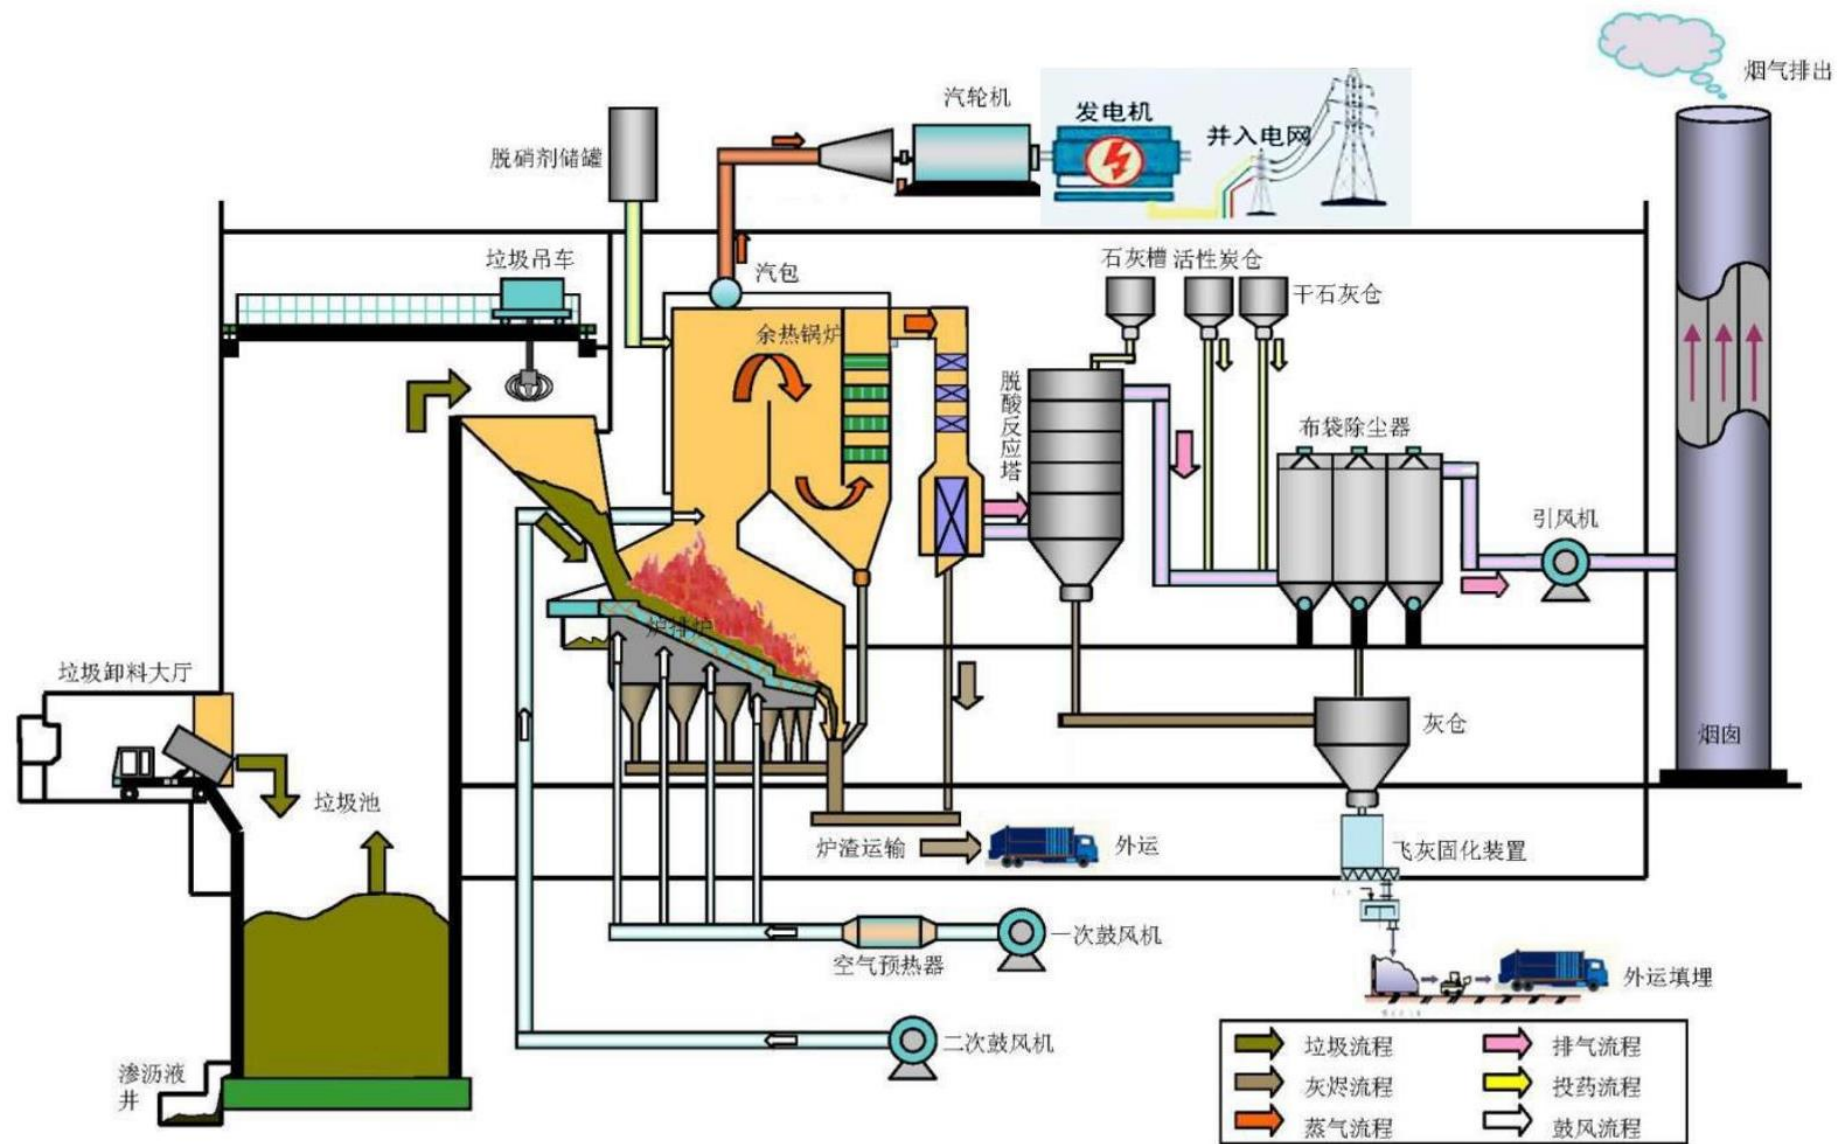 烟气排出
汽轮机
发电机
并入电网
脱硝剂储罐
垃圾吊车
汽包
石灰槽
活性炭仓
干石灰仓
余热锅炉
脱酸反应塔
布袋除尘器
引风机
炉排炉
垃圾卸料大厅
灰仓
烟囱
垃圾池
炉渣运输
外运
飞灰固化装置
一次鼓风机
空气预热器
外运填埋
二次鼓风机
渗沥液
井
垃圾流程
排气流程
灰烬流程
投药流程
蒸气流程
鼓风流程